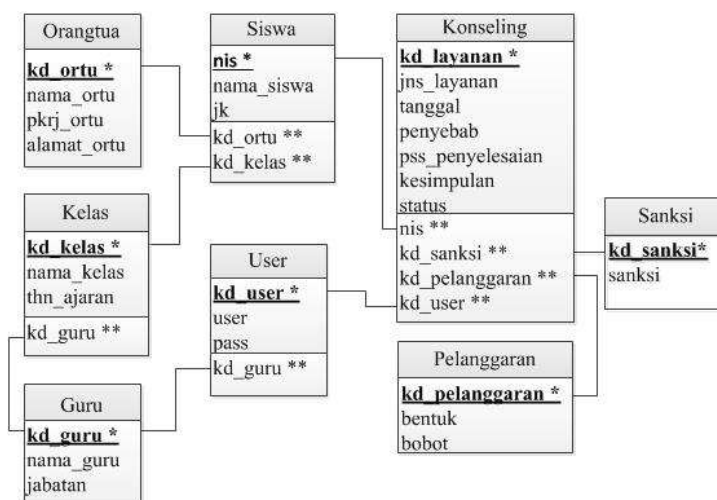 Orangtua
kd_ortu *
nama_ortu
pkrj_ortu
alamat_ortu
Siswa
nis *
nama_siswa
jk
kd_ortu **
kd_kelas **
Konseling
kd_layanan *
jns_layanan
tanggal
penyebab
pss_penyelesaian
kesimpulan
status
nis **
kd_sanksi **
kd_pelanggaran **
kd_user **
Kelas
kd_kelas *
nama_kelas
thn_ajaran
kd_guru **
User
kd_user *
user
pass
kd_guru **
Sanksi
kd_sanksi*
sanksi
Guru
kd_guru *
nama_guru
jabatan
Pelanggaran
kd_pelanggaran *
bentuk
bobot